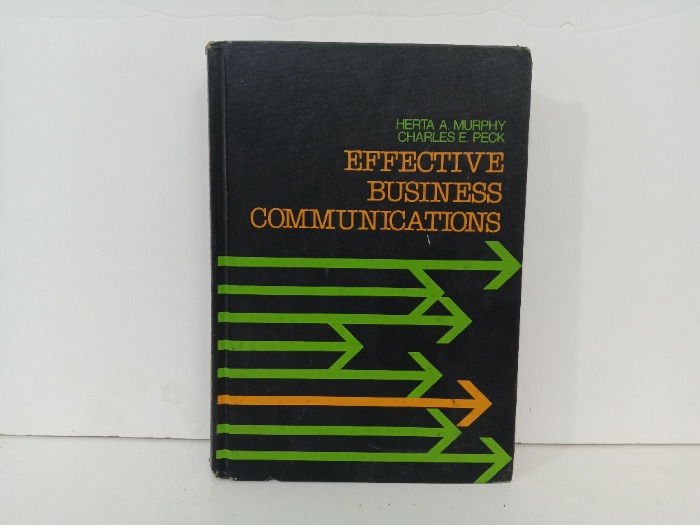 HERTA A. MURPHY
CHARLES E. PECK
EFFECTIVE
BUSINESS
COMMUNICATIONS